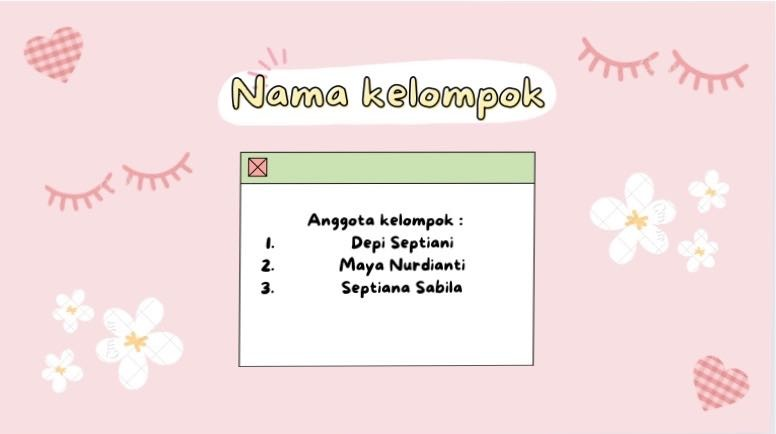 Nama kelompok
Anggota kelompok :
1. Depi Septiani
2. Maya Nurdianti
3. Septiana Sabila